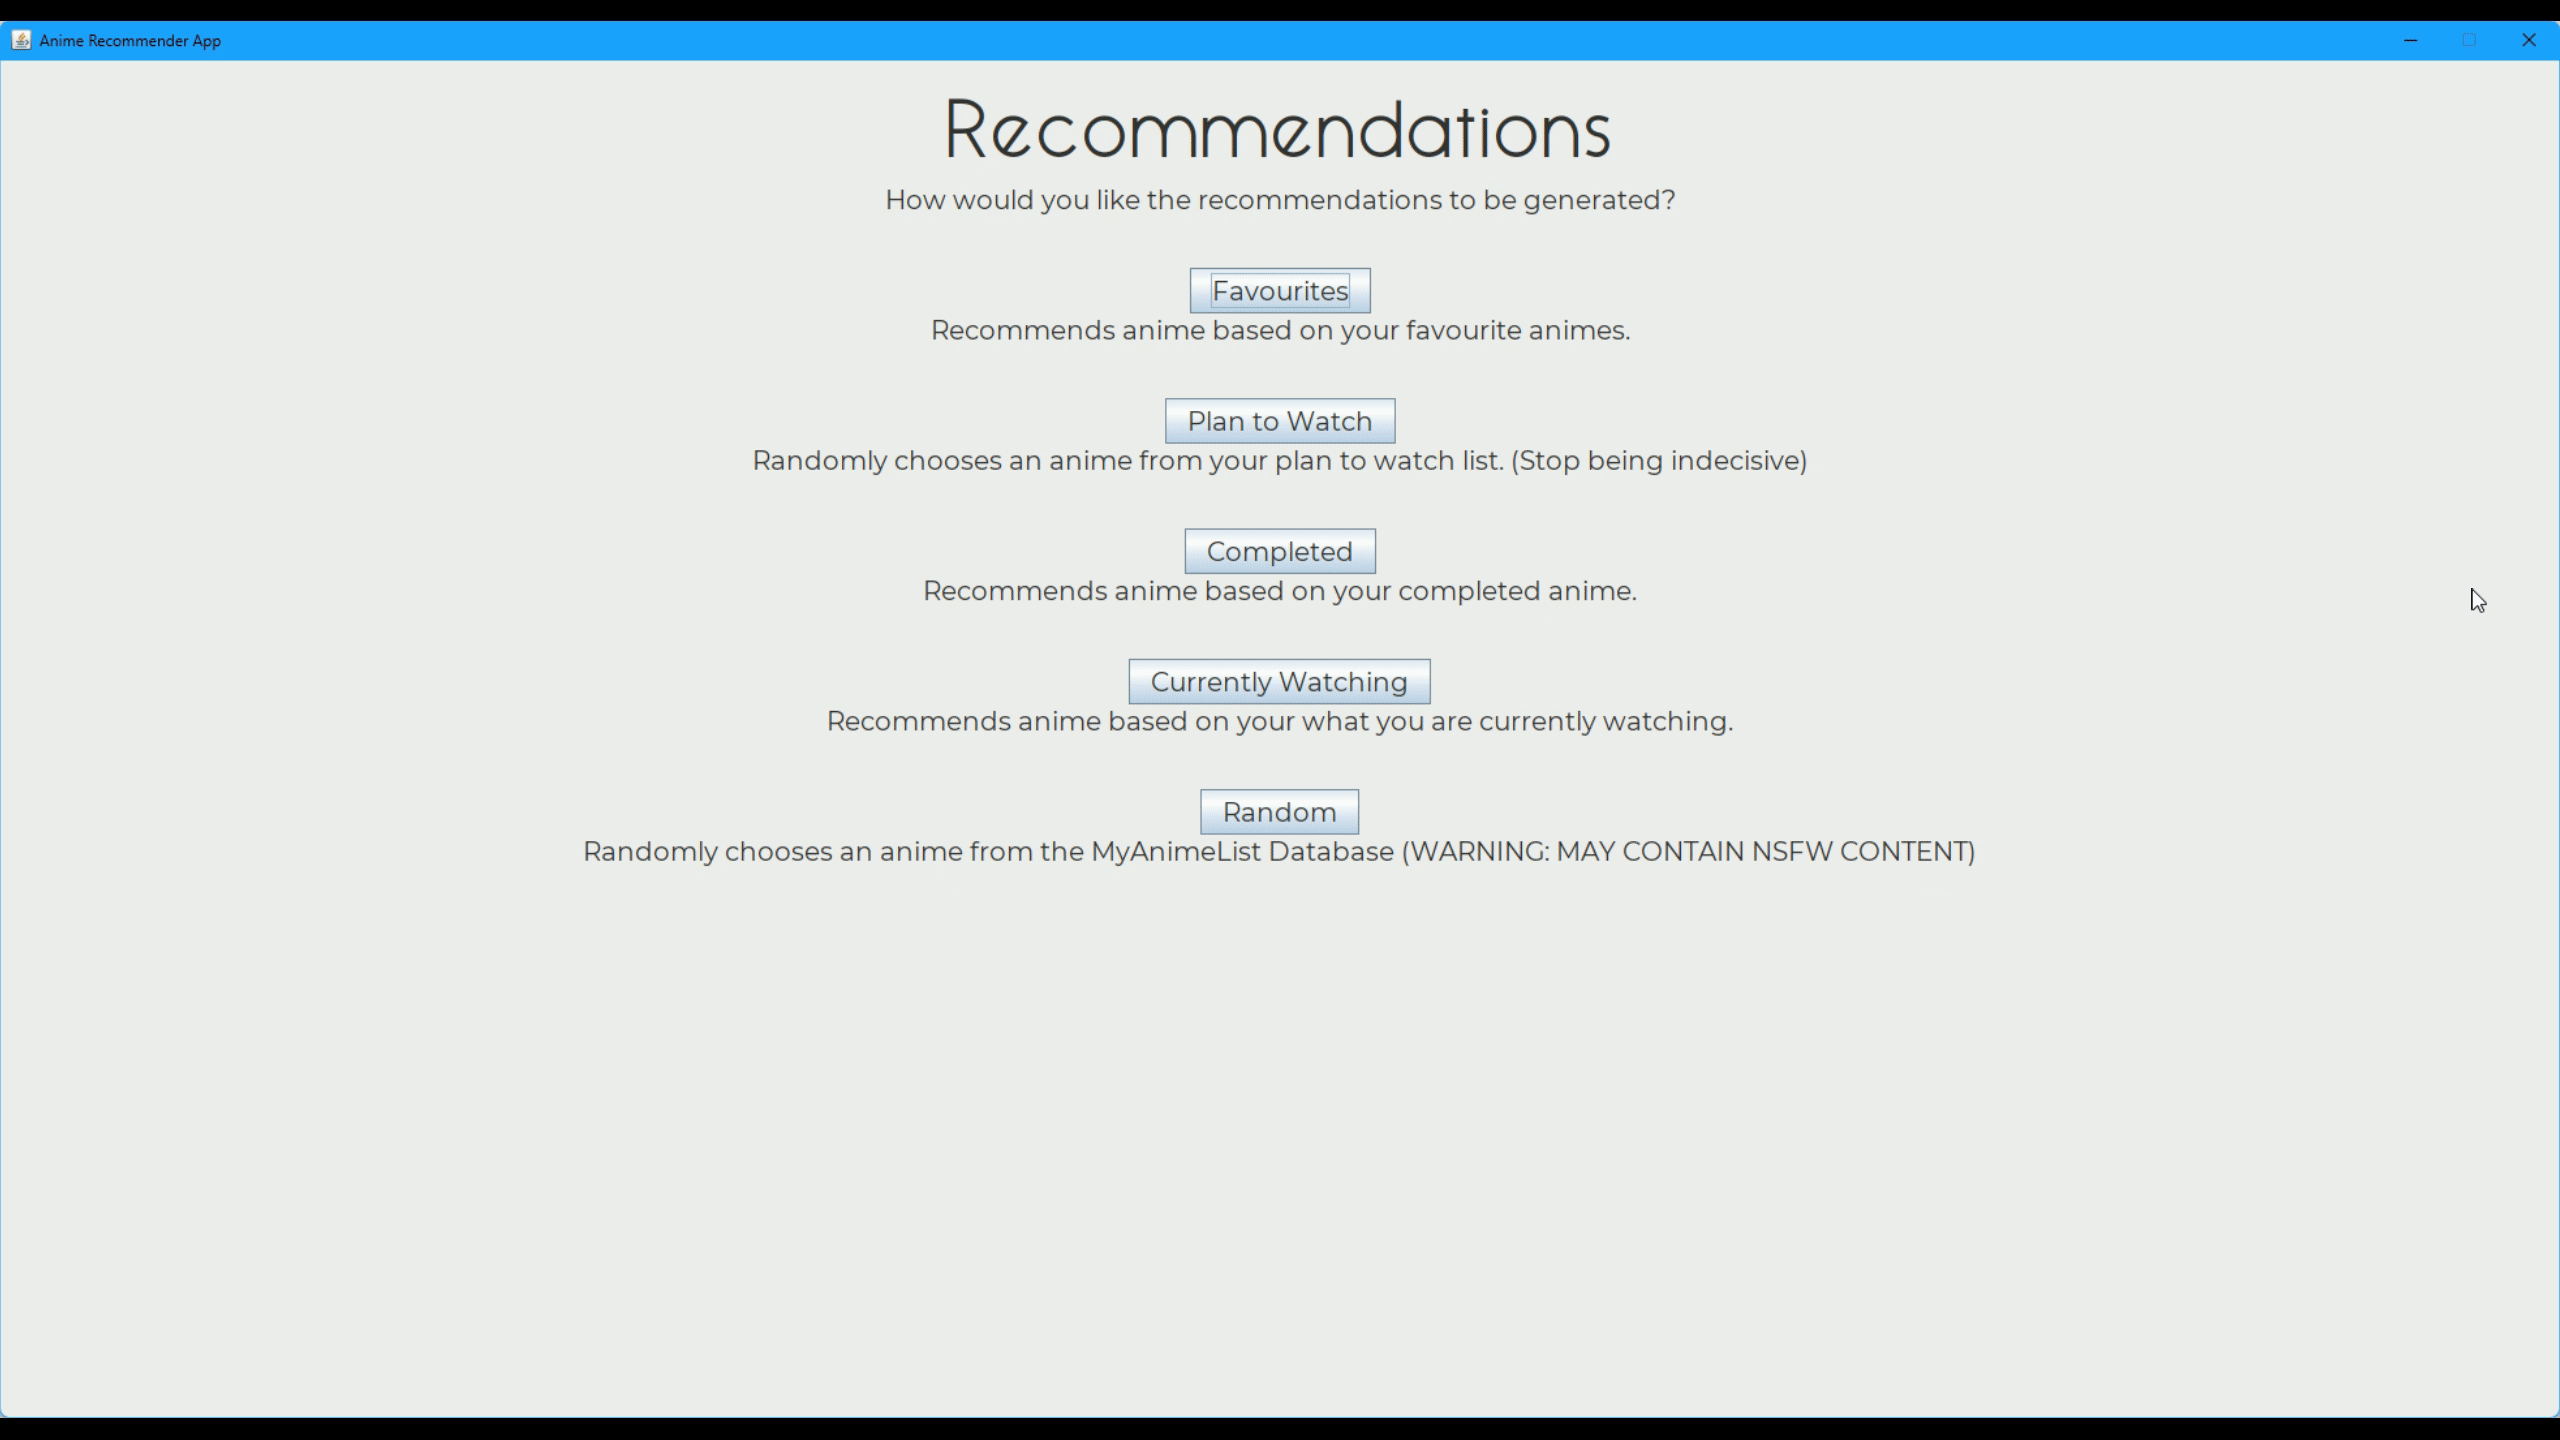 Anime Recommender App
Recommendations
How would you like the recommendations to be generated?
Favourites
Recommends anime based on your favourite animes.
Plan to Watch
Randomly chooses an anime from your plan to watch list. (Stop being indecisive)
Completed
Recommends anime based on your completed anime.
Currently Watching
Recommends anime based on your what you are currently watching.
Random
Randomly chooses an anime from the MyAnimeList Database (WARNING: MAY CONTAIN NSFW CONTENT)